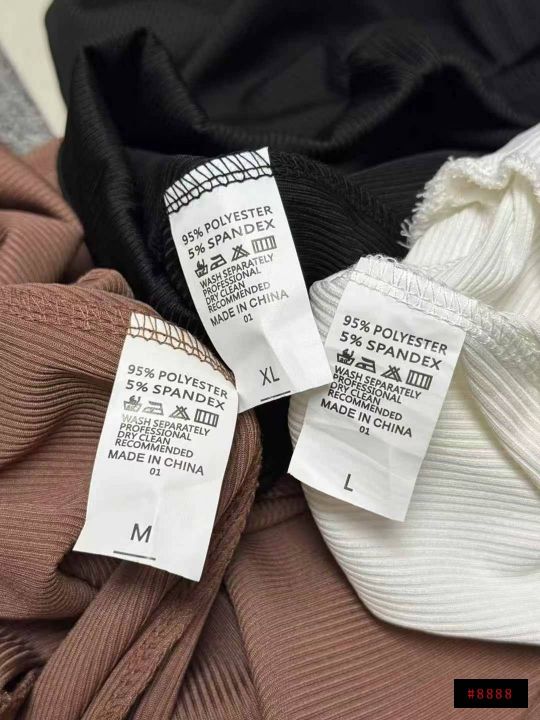 95% POLYESTER
5% SPANDEX
WASH SEPARATELY
PROFESSIONAL
DRY CLEAN
RECOMMENDED
MADE IN CHINA
01
XL
95% POLYESTER
5% SPANDEX
WASH SEPARATELY
PROFESSIONAL
DRY CLEAN
RECOMMENDED
MADE IN CHINA
01
L
95% POLYESTER
5% SPANDEX
WASH SEPARATELY
PROFESSIONAL
DRY CLEAN
RECOMMENDED
MADE IN CHINA
01
M
#8888